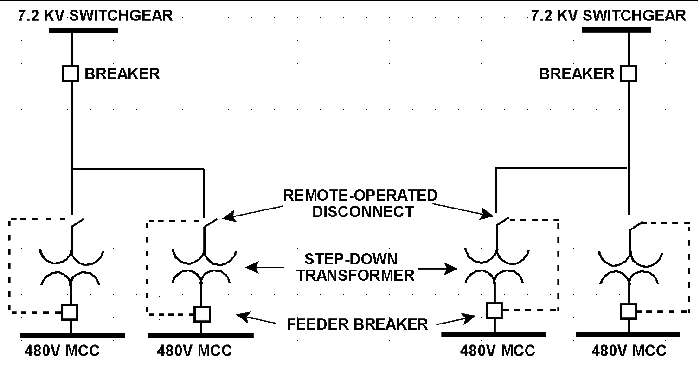 7.2 KV SWITCHGEAR
7.2 KV SWITCHGEAR
BREAKER
BREAKER
REMOTE-OPERATED
DISCONNECT
STEP-DOWN
TRANSFORMER
FEEDER BREAKER
480V MCC
480V MCC
480V MCC
480V MCC